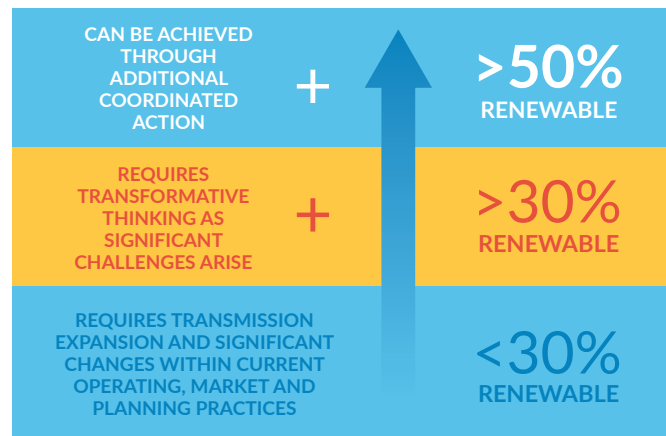 CAN BE ACHIEVED
THROUGH
ADDITIONAL
COORDINATED
ACTION
+
>50%
RENEWABLE
REQUIRES
TRANSFORMATIVE
THINKING AS
SIGNIFICANT
CHALLENGES ARISE
+
>30%
RENEWABLE
REQUIRES TRANSMISSION
EXPANSION AND SIGNIFICANT
CHANGES WITHIN CURRENT
OPERATING, MARKET AND
PLANNING PRACTICES
<30%
RENEWABLE